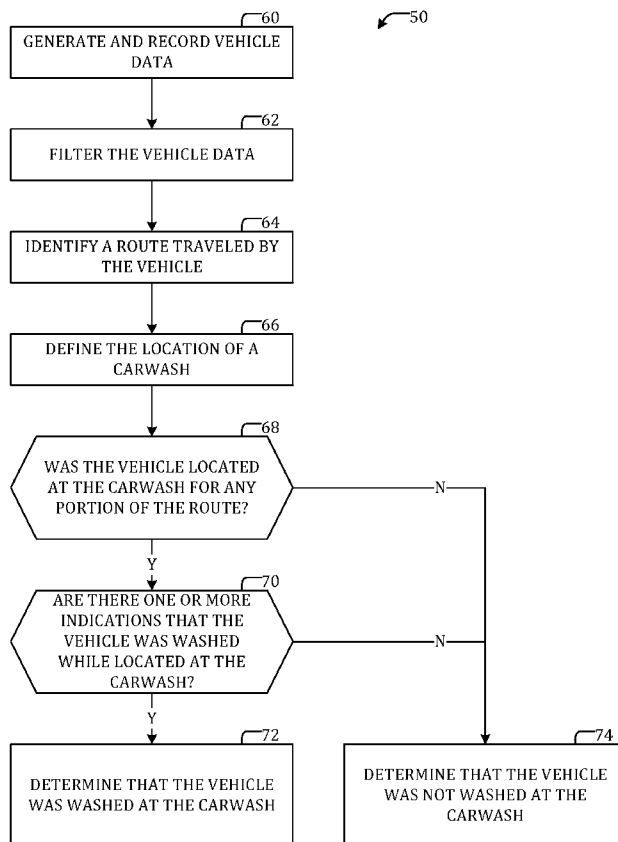 60
50
GENERATE AND RECORD VEHICLE
DATA
62
FILTER THE VEHICLE DATA
64
IDENTIFY A ROUTE TRAVELED BY
THE VEHICLE
66
DEFINE THE LOCATION OF A
CARWASH
68
WAS THE VEHICLE LOCATED
AT THE CARWASH FOR ANY
PORTION OF THE ROUTE?
N
Y
70
ARE THERE ONE OR MORE
INDICATIONS THAT THE
VEHICLE WAS WASHED
WHILE LOCATED AT THE
CARWASH?
N
Y
72
DETERMINE THAT THE VEHICLE
WAS WASHED AT THE CARWASH
74
DETERMINE THAT THE VEHICLE
WAS NOT WASHED AT THE
CARWASH